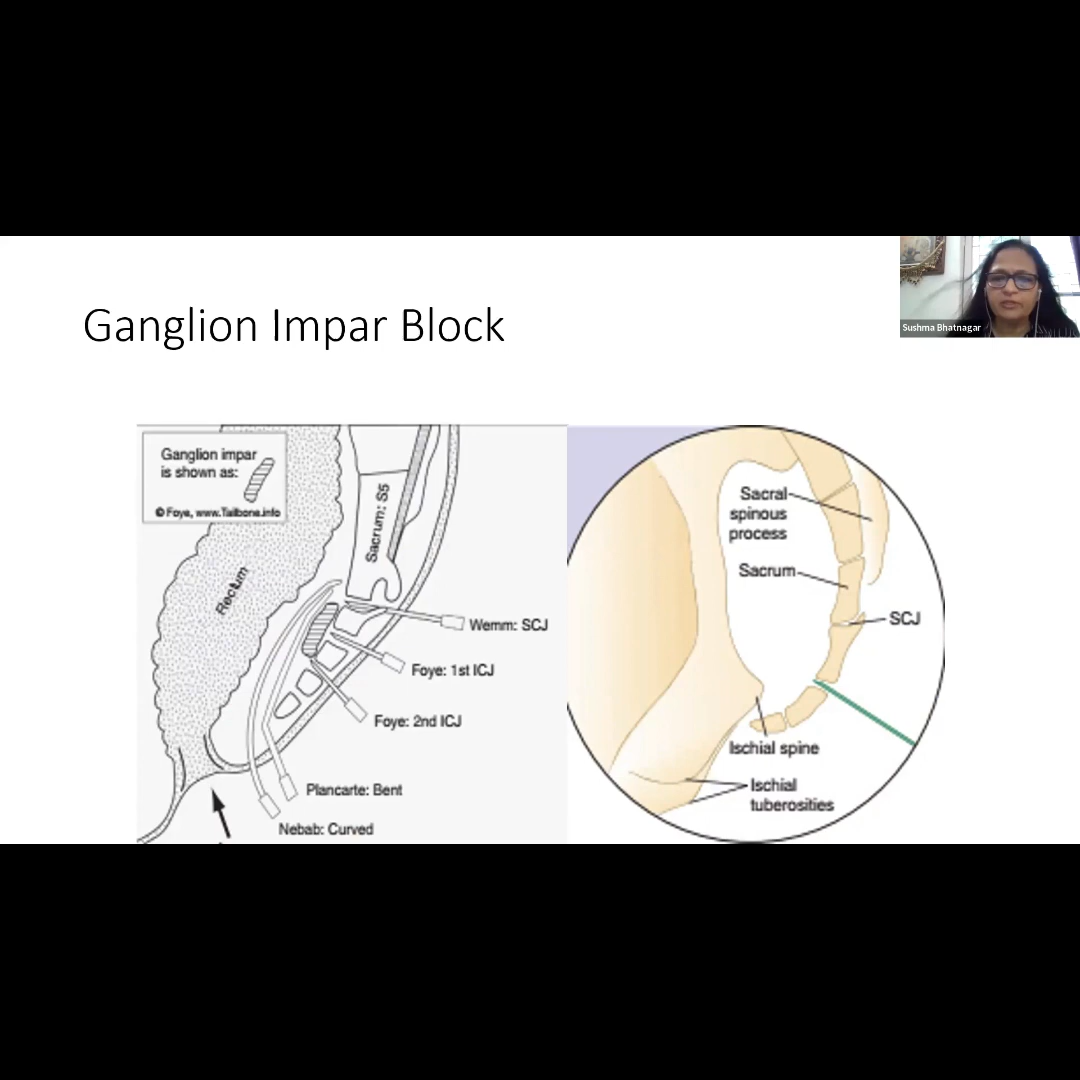 Sushma Bhatnagar
Ganglion Impar Block
Ganglion impar
is shown as:
© Foye, www.Tailbone.info
Rectum
Sacrum: S5
Wemm: SCJ
Foye: 1st ICJ
Foye: 2nd ICJ
Plancarte: Bent
Nebab: Curved
Sacral
spinous
process
Sacrum
SCJ
Ischial spine
Ischial
tuberosities